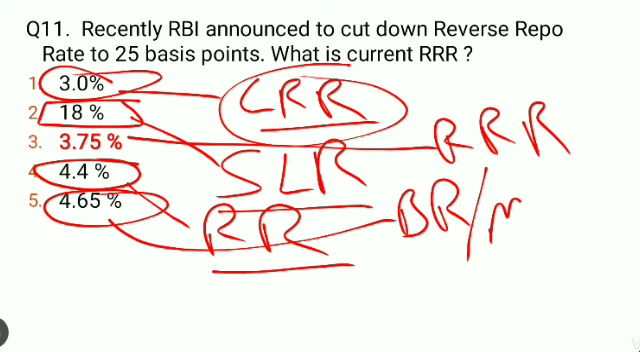 Q11. Recently RBI announced to cut down Reverse Repo
Rate to 25 basis points. What is current RRR ?
1 3.0%
2 18 %
3. 3.75 %
4 4.4 %
5. 4.65 %
CRR
RRR
SLR
BR/M
RR